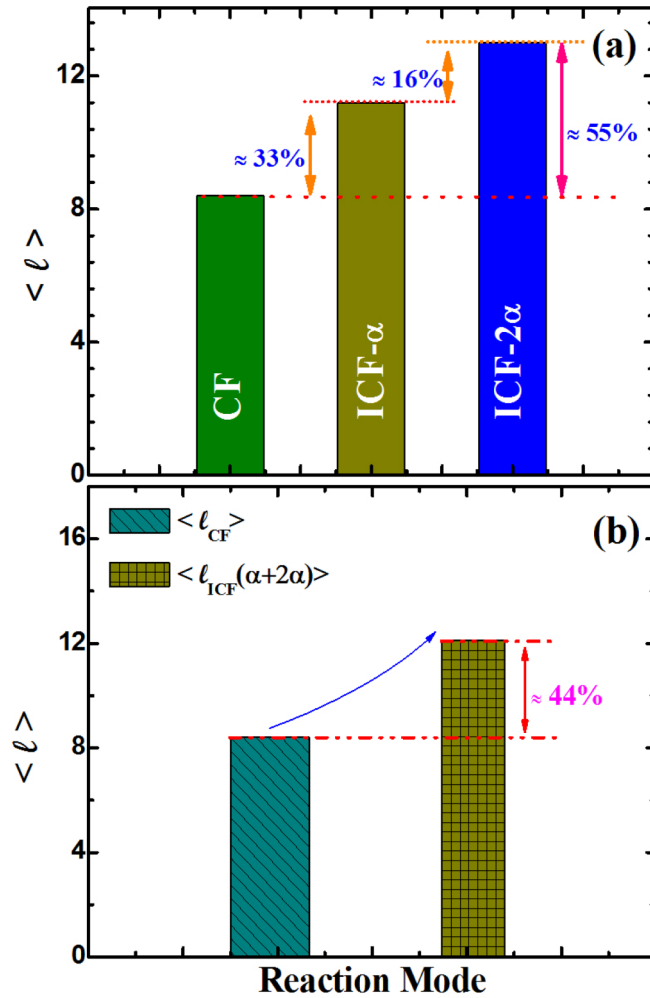 (a)
12
8
4
0
< ℓ >
≈ 16%
≈ 33%
≈ 55%
CF
ICF-α
ICF-2α
(b)
16
12
8
4
0
< ℓ >
< ℓCF>
< ℓICF(α+2α)>
≈ 44%
Reaction Mode